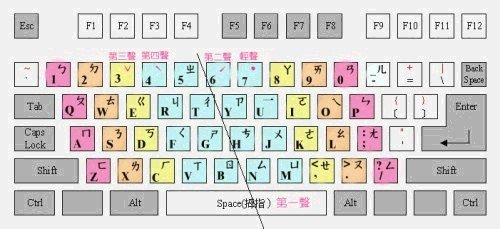 Esc F1 F2 F3 F4 F5 F6 F7 F8 F9 F10 F11 F12
第三聲 第四聲 第二聲 輕聲
~ ` ㄅ 1 ㄉ 2 ˇ 3 ˋ 4 ㄓ 5 ˊ 6 ˙ 7 ㄚ 8 ㄞ 9 ㄢ 0 ㄦ - + = | \ Back Space
Tab ㄆ Q ㄊ W ㄍ E ㄐ R ㄔ T ㄗ Y ㄧ U ㄛ I ㄟ O ㄣ P { [ } ] Enter
Caps Lock ㄇ A ㄋ S ㄎ D ㄑ F ㄕ G ㄘ H ㄨ J ㄜ K ㄠ L : ㄤ ; " '
Shift ㄈ Z ㄌ X ㄏ C ㄒ V ㄖ B ㄙ N ㄩ M < ㄝ , > ㄡ . ? ㄥ / Shift
Ctrl Alt Space(拇指) 第一聲 Alt Ctrl